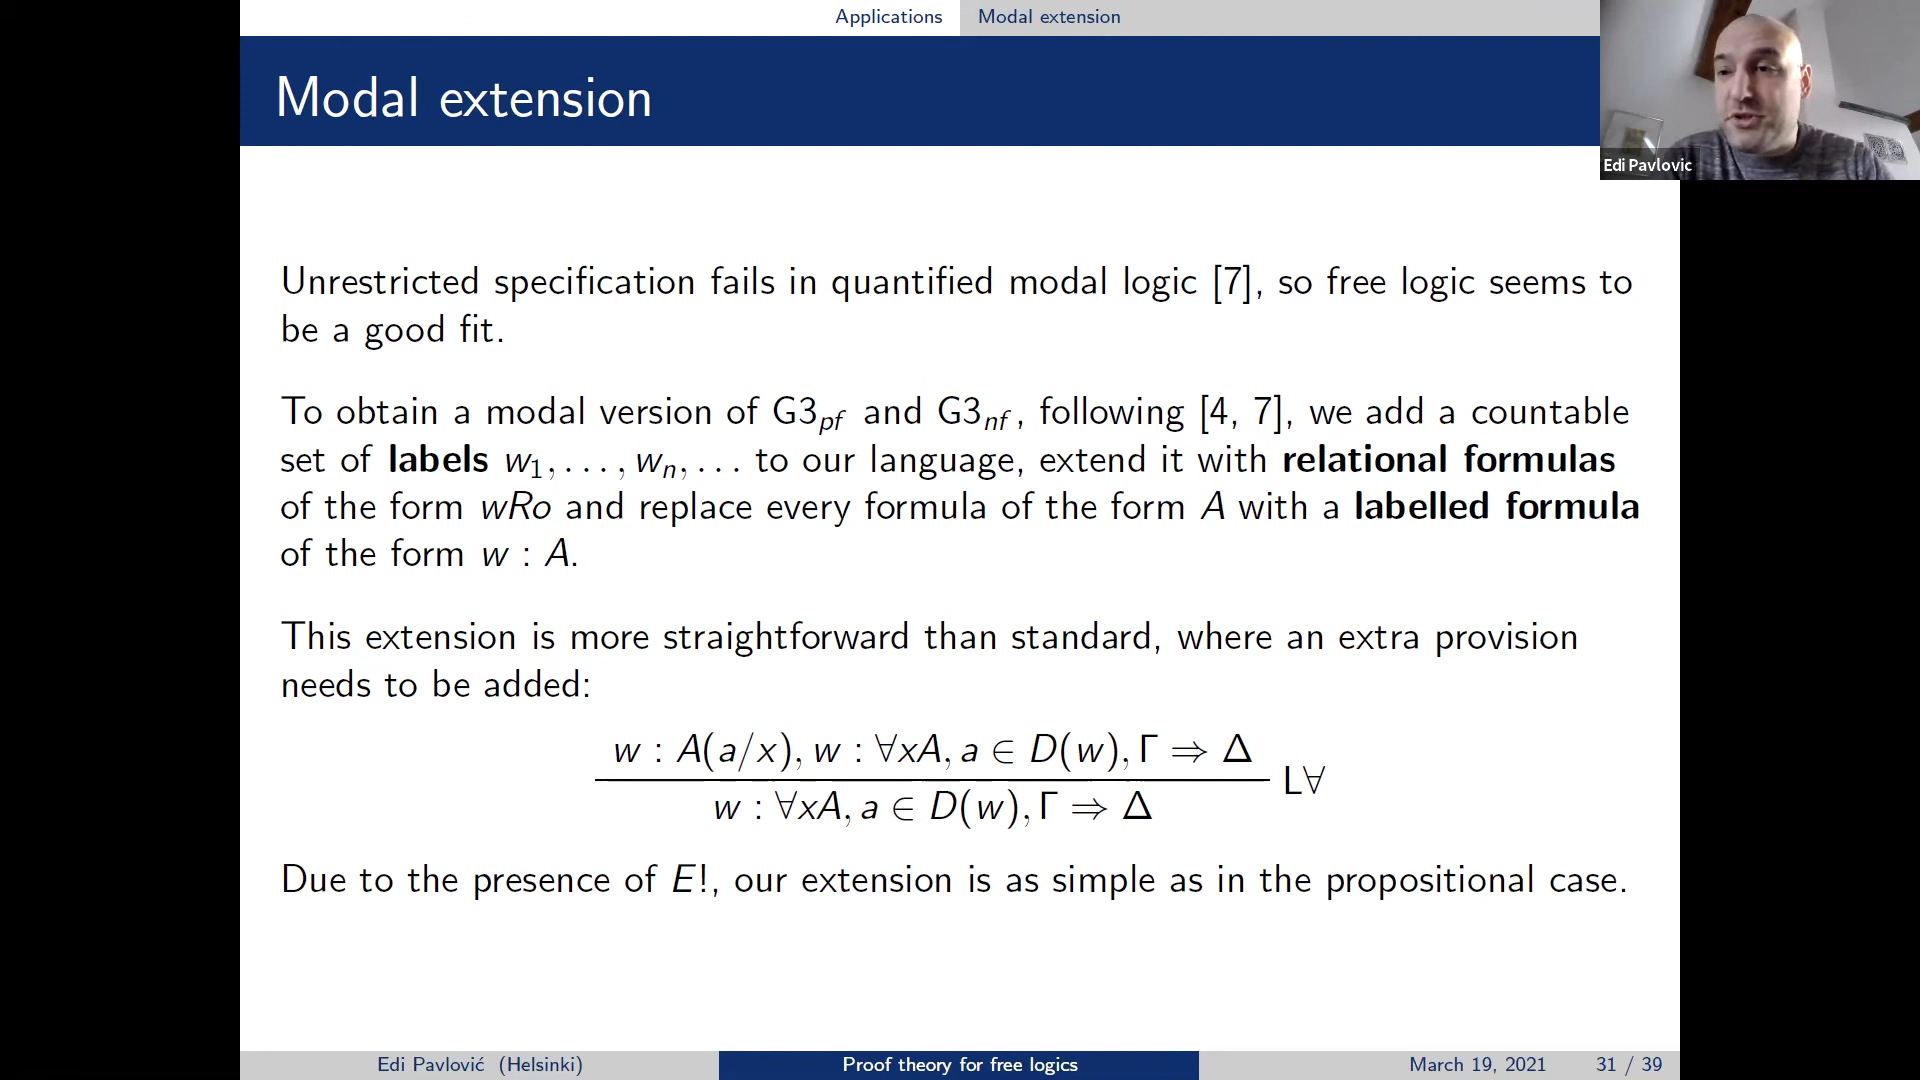 Applications Modal extension
Modal extension
Edi Pavlovic
Unrestricted specification fails in quantified modal logic [7], so free logic seems to
be a good fit.
To obtain a modal version of G3pf and G3nf, following [4, 7], we add a countable
set of labels w1, . . . , wn, . . . to our language, extend it with relational formulas
of the form wRo and replace every formula of the form A with a labelled formula
of the form w : A.
This extension is more straightforward than standard, where an extra provision
needs to be added:
w : A(a/x), w : ∀xA, a ∈ D(w), Γ ⇒ Δ
L∀
w : ∀xA, a ∈ D(w), Γ ⇒ Δ
Due to the presence of E!, our extension is as simple as in the propositional case.
Edi Pavlović (Helsinki) Proof theory for free logics March 19, 2021 31 / 39